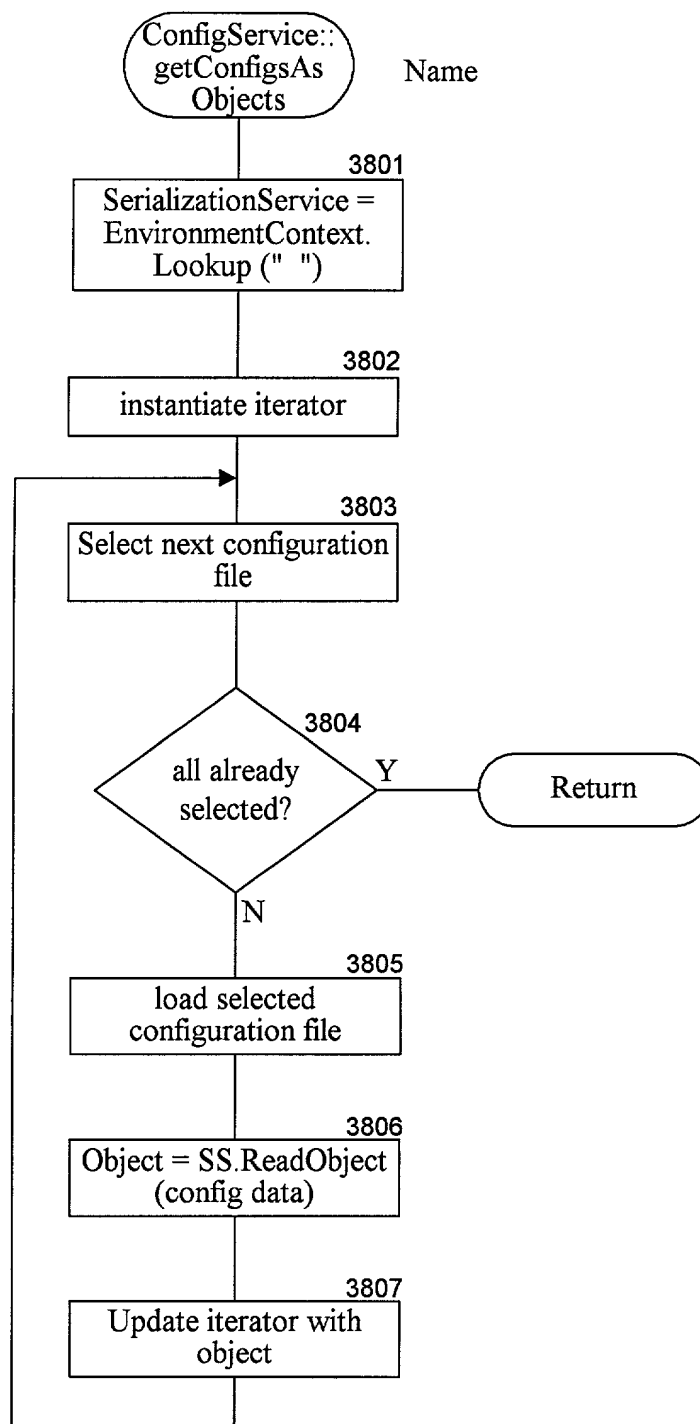 ConfigService::
getConfigsAs
Objects
Name
3801
SerializationService =
EnvironmentContext.
Lookup ("  ")
3802
instantiate iterator
3803
Select next configuration
file
3804
all already
selected?
Y
Return
N
3805
load selected
configuration file
3806
Object = SS.ReadObject
(config data)
3807
Update iterator with
object